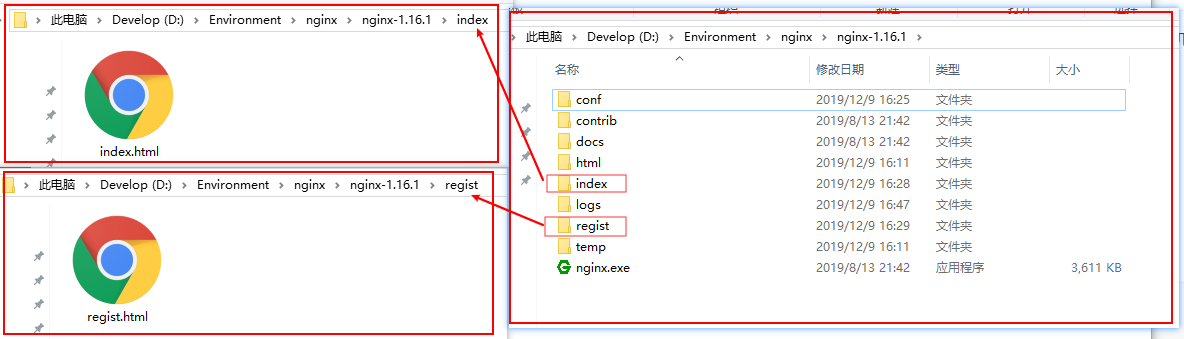 此电脑 > Develop (D:) > Environment > nginx > nginx-1.16.1 > index
index.html
此电脑 > Develop (D:) > Environment > nginx > nginx-1.16.1 > regist
regist.html
此电脑 > Develop (D:) > Environment > nginx > nginx-1.16.1 >
名称 修改日期 类型 大小
conf 2019/12/9 16:25 文件夹
contrib 2019/8/13 21:42 文件夹
docs 2019/8/13 21:42 文件夹
html 2019/12/9 16:11 文件夹
index 2019/12/9 16:28 文件夹
logs 2019/12/9 16:47 文件夹
regist 2019/12/9 16:29 文件夹
temp 2019/12/9 16:11 文件夹
nginx.exe 2019/8/13 21:42 应用程序 3,611 KB